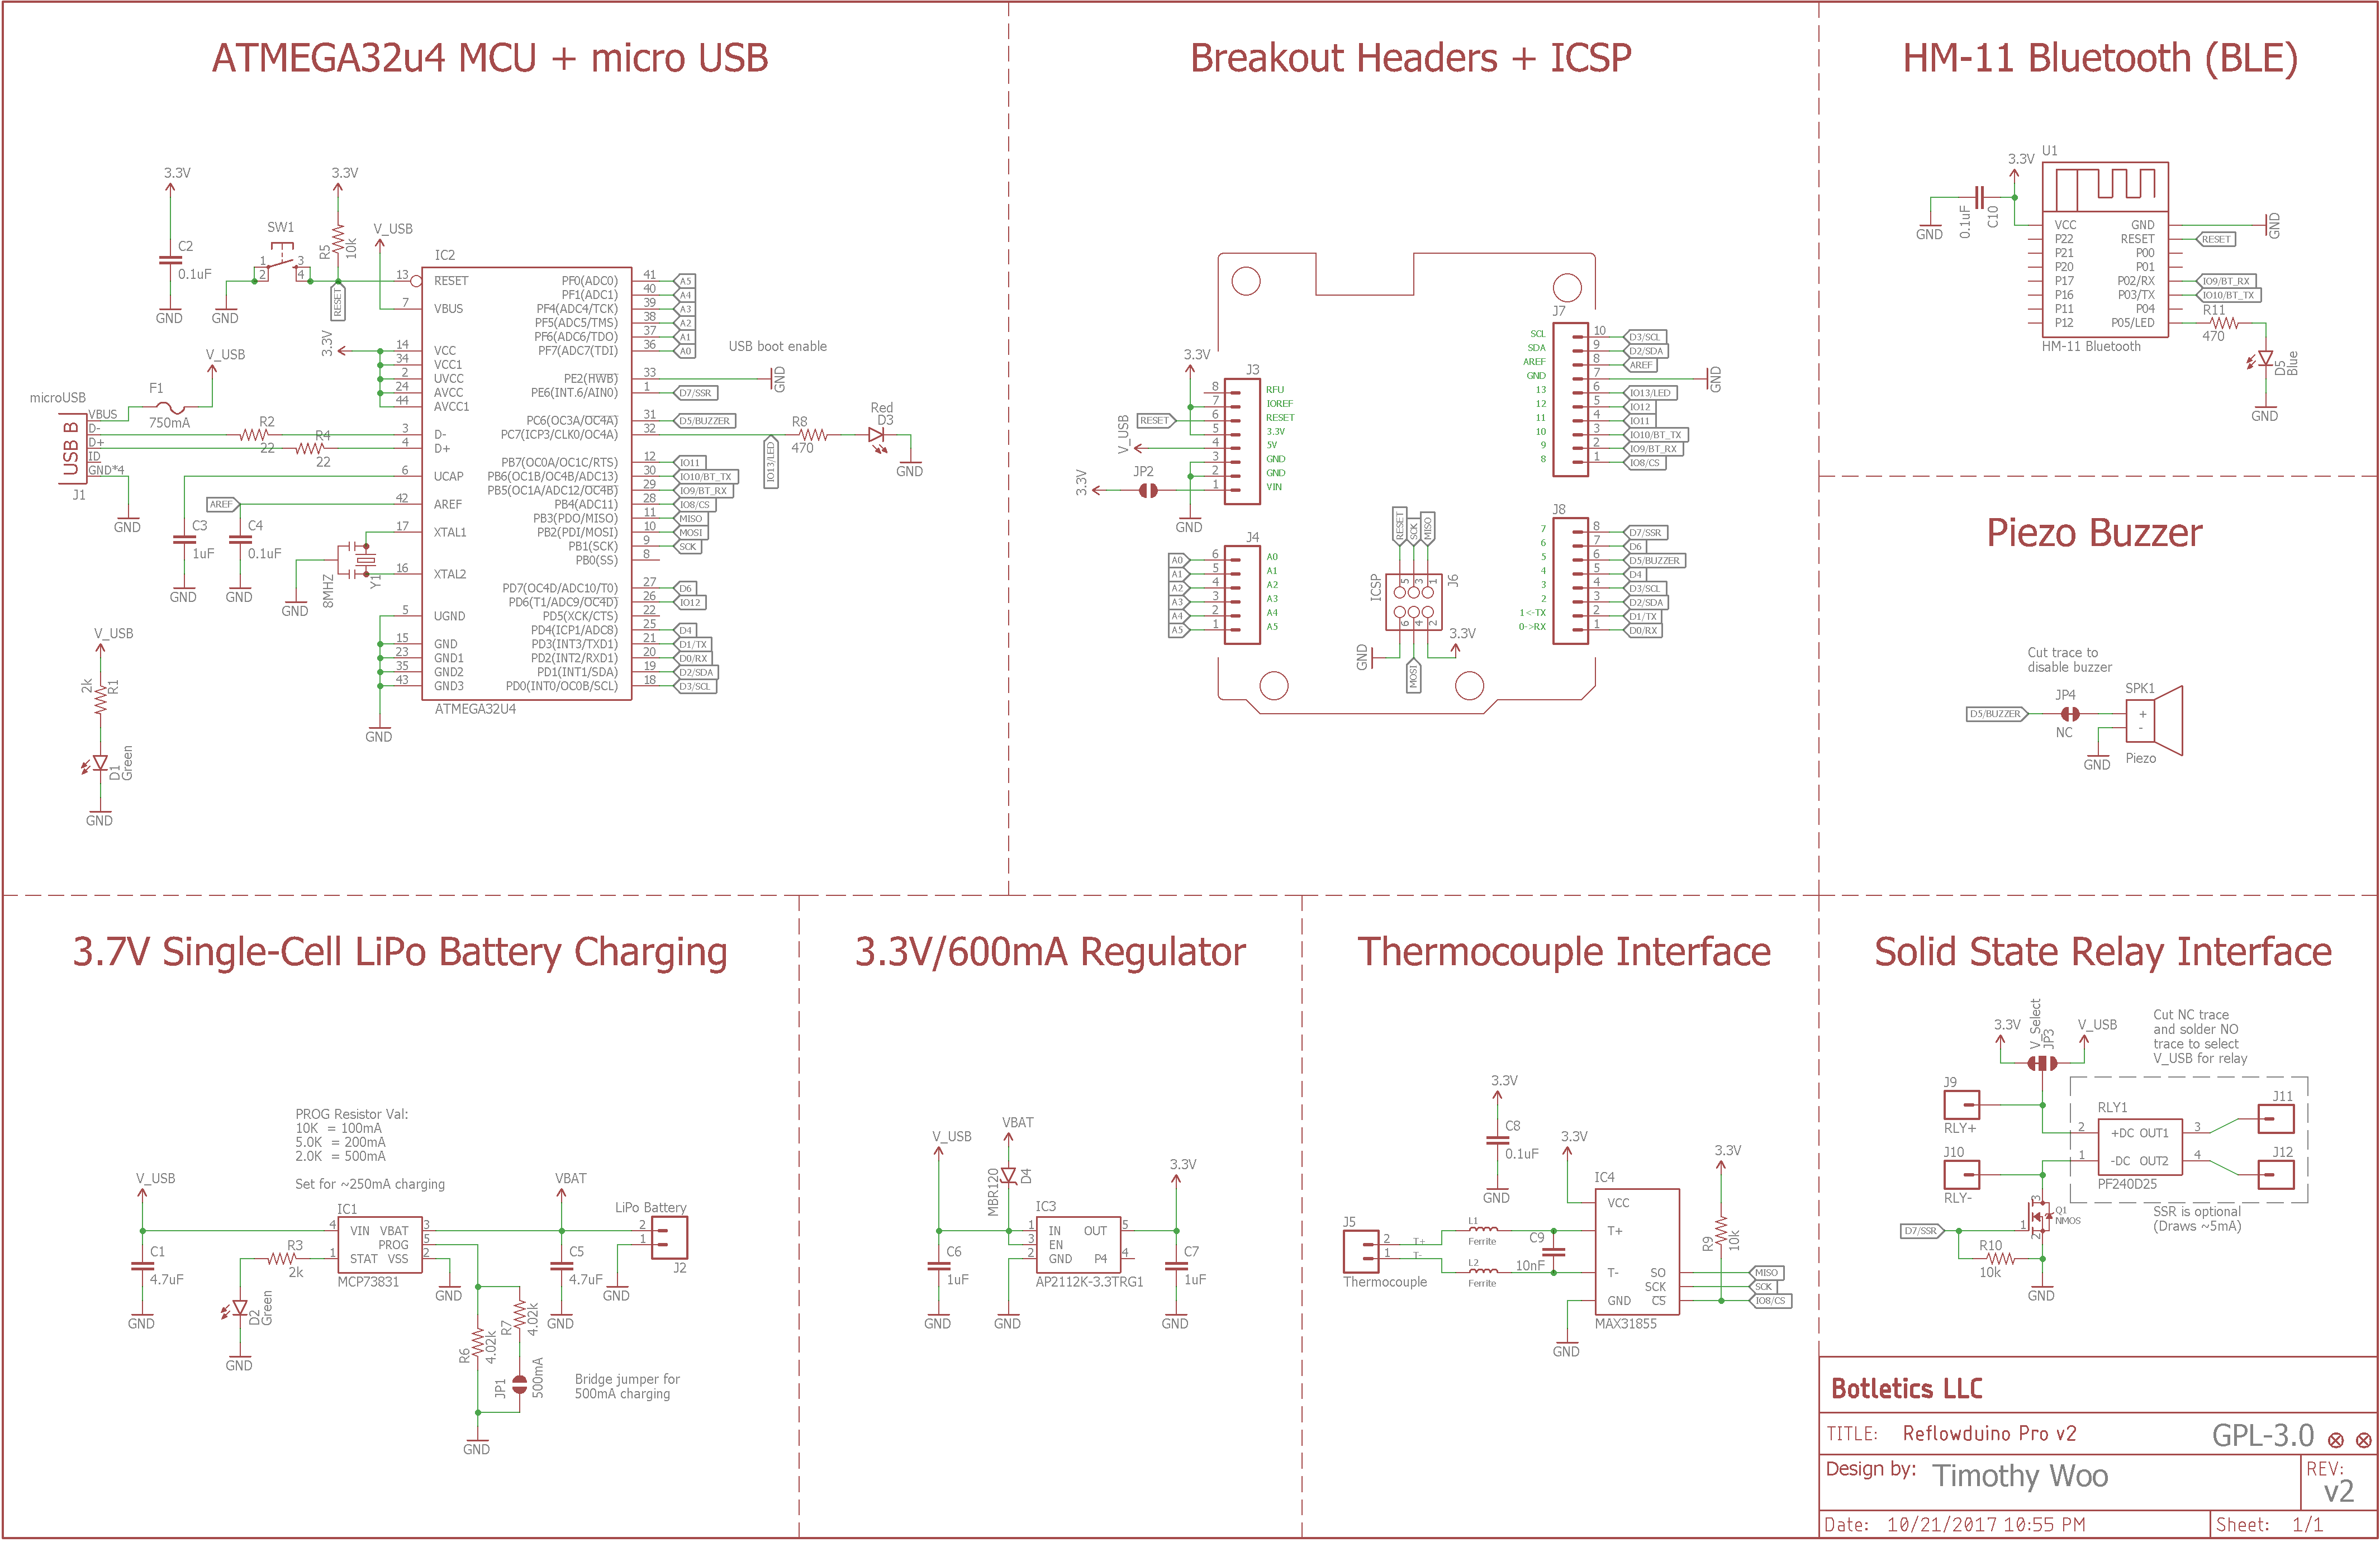 ATMEGA32u4 MCU + micro USB
3.3V
C2
0.1uF
GND
SW1
1
2
3
4
GND
3.3V
R5
10k
RESET
V_USB
3.3V
V_USB
F1
750mA
microUSB
USB B
VBUS
D-
D+
ID
GND*4
J1
GND
R2
22
R4
22
AREF
C3
1uF
GND
C4
0.1uF
GND
8MHZ
Y1
GND
V_USB
2k
R1
D1
Green
GND
IC2
13 RESET
7 VBUS
14 VCC
34 VCC1
2 UVCC
24 AVCC
44 AVCC1
3 D-
4 D+
6 UCAP
42 AREF
17 XTAL1
16 XTAL2
5 UGND
15 GND
23 GND1
35 GND2
43 GND3
GND
ATMEGA32U4
PF0(ADC0) 41 A5
PF1(ADC1) 40 A4
PF4(ADC4/TCK) 39 A3
PF5(ADC5/TMS) 38 A2
PF6(ADC6/TDO) 37 A1
PF7(ADC7(TDI) 36 A0
USB boot enable
PE2(HWB) 33
GND
PE6(INT.6/AIN0) 1 D7/SSR
PC6(OC3A/OC4A) 31 D5/BUZZER
PC7(ICP3/CLK0/OC4A) 32
IO13/LED
R8
470
Red
D3
GND
PB7(OC0A/OC1C/RTS) 12 IO11
PB6(OC1B/OC4B/ADC13) 30 IO10/BT_TX
PB5(OC1A/ADC12/OC4B) 29 IO9/BT_RX
PB4(ADC11) 28 IO8/CS
PB3(PDO/MISO) 11 MISO
PB2(PDI/MOSI) 10 MOSI
PB1(SCK) 9 SCK
PB0(SS) 8
PD7(OC4D/ADC10/T0) 27 D6
PD6(T1/ADC9/OC4D) 26 IO12
PD5(XCK/CTS) 22
PD4(ICP1/ADC8) 25 D4
PD3(INT3/TXD1) 21 D1/TX
PD2(INT2/RXD1) 20 D0/RX
PD1(INT1/SDA) 19 D2/SDA
PD0(INT0/OC0B/SCL) 18 D3/SCL
Breakout Headers + ICSP
3.3V
J3
8 RFU
7 IOREF
RESET 6 RESET
5 3.3V
V_USB
4 5V
3 GND
2 GND
1 VIN
3.3V
JP2
GND
J4
A0 6 A0
A1 5 A1
A2 4 A2
A3 3 A3
A4 2 A4
A5 1 A5
J7
SCL 10 D3/SCL
SDA 9 D2/SDA
AREF 8 AREF
GND 7
GND
13 6 IO13/LED
12 5 IO12
11 4 IO11
10 3 IO10/BT_TX
9 2 IO9/BT_RX
8 1 IO8/CS
J8
7 8 D7/SSR
6 7 D6
5 6 D5/BUZZER
4 5 D4
3 4 D3/SCL
2 3 D2/SDA
1<-TX 2 D1/TX
0->RX 1 D0/RX
RESET
SCK
MISO
ICSP
5
3
1
6
4
2
J6
3.3V
GND
MOSI
HM-11 Bluetooth (BLE)
U1
3.3V
0.1uF
C10
GND
VCC GND
P22 RESET
P21 P00
P20 P01
P17 P02/RX
P16 P03/TX
P11 P04
P12 P05/LED
HM-11 Bluetooth
GND
RESET
IO9/BT_RX
IO10/BT_TX
R11
470
D5
Blue
GND
Piezo Buzzer
Cut trace to
disable buzzer
D5/BUZZER
JP4
NC
SPK1
+
-
Piezo
GND
3.7V Single-Cell LiPo Battery Charging
PROG Resistor Val:
10K = 100mA
5.0K = 200mA
2.0K = 500mA
Set for ~250mA charging
V_USB
C1
4.7uF
GND
R3
2k
D2
Green
GND
IC1
4 VIN VBAT 3
PROG 5
1 STAT VSS 2
MCP73831
GND
VBAT
C5
4.7uF
GND
LiPo Battery
2
1
J2
GND
R6
4.02k
R7
4.02k
JP1
500mA
GND
Bridge jumper for
500mA charging
3.3V/600mA Regulator
V_USB
C6
1uF
GND
VBAT
MBR120
D4
IC3
1 IN OUT 5
3 EN
2 GND P4 4
AP2112K-3.3TRG1
GND
3.3V
C7
1uF
GND
Thermocouple Interface
3.3V
C8
0.1uF
GND
J5
2 T+
1 T-
Thermocouple
L1
Ferrite
L2
Ferrite
C9
10nF
3.3V
IC4
VCC
T+
T- SO
SCK
GND CS
MAX31855
GND
3.3V
R9
10k
MISO
SCK
IO8/CS
Solid State Relay Interface
3.3V
V_Select
JP3
V_USB
Cut NC trace
and solder NO
trace to select
V_USB for relay
J9
RLY+
J10
RLY-
RLY1
2 +DC OUT1 3
1 -DC OUT2 4
PF240D25
J11
J12
SSR is optional
(Draws ~5mA)
D7/SSR
R10
10k
3
1
2
Q1
NMOS
GND
Botletics LLC
TITLE: Reflowduino Pro v2
GPL-3.0
Design by: Timothy Woo
REV:
v2
Date: 10/21/2017 10:55 PM
Sheet: 1/1